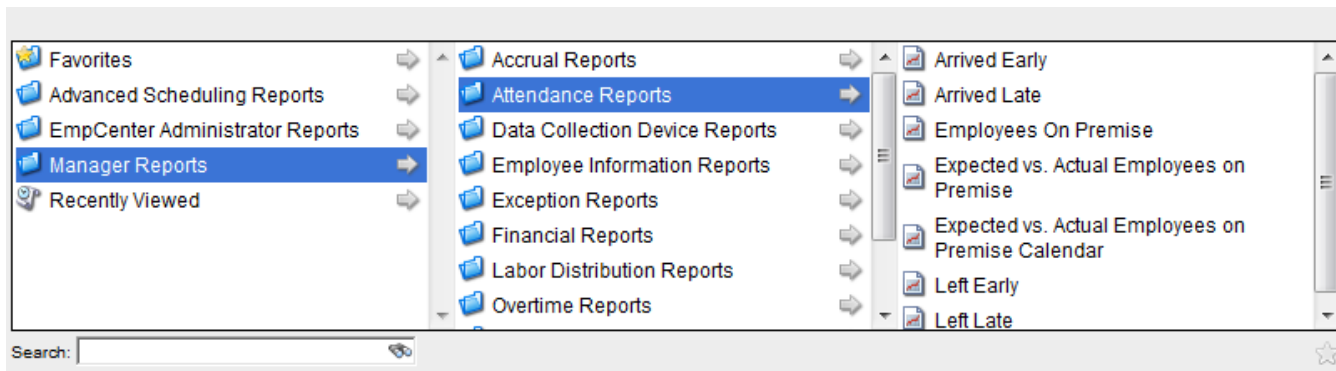 Favorites
Advanced Scheduling Reports
EmpCenter Administrator Reports
Manager Reports
Recently Viewed
Accrual Reports
Attendance Reports
Data Collection Device Reports
Employee Information Reports
Exception Reports
Financial Reports
Labor Distribution Reports
Overtime Reports
Arrived Early
Arrived Late
Employees On Premise
Expected vs. Actual Employees on
Premise
Expected vs. Actual Employees on
Premise Calendar
Left Early
Left Late
Search: